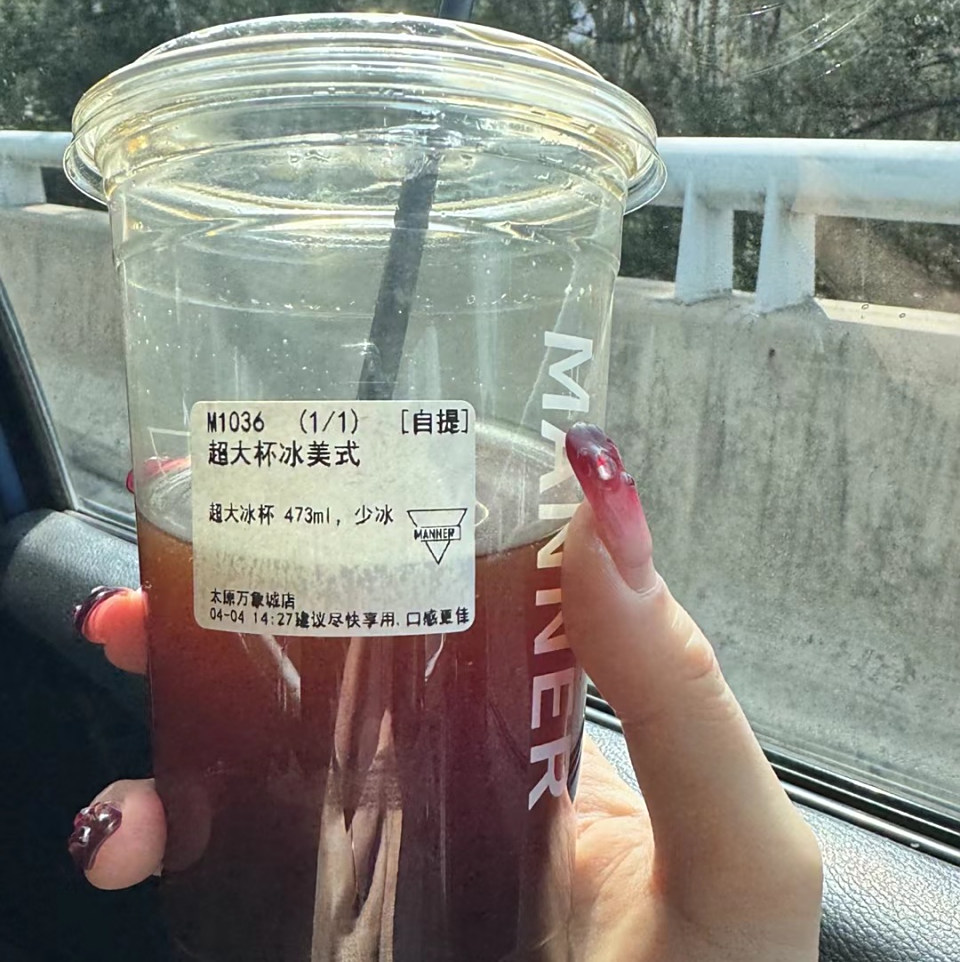 M1036 (1/1) [自提]
超大杯冰美式
超大冰杯 473ml, 少冰
MANNER
太原万象城店
04-04 14:27建议尽快享用,口感更佳
MANNER